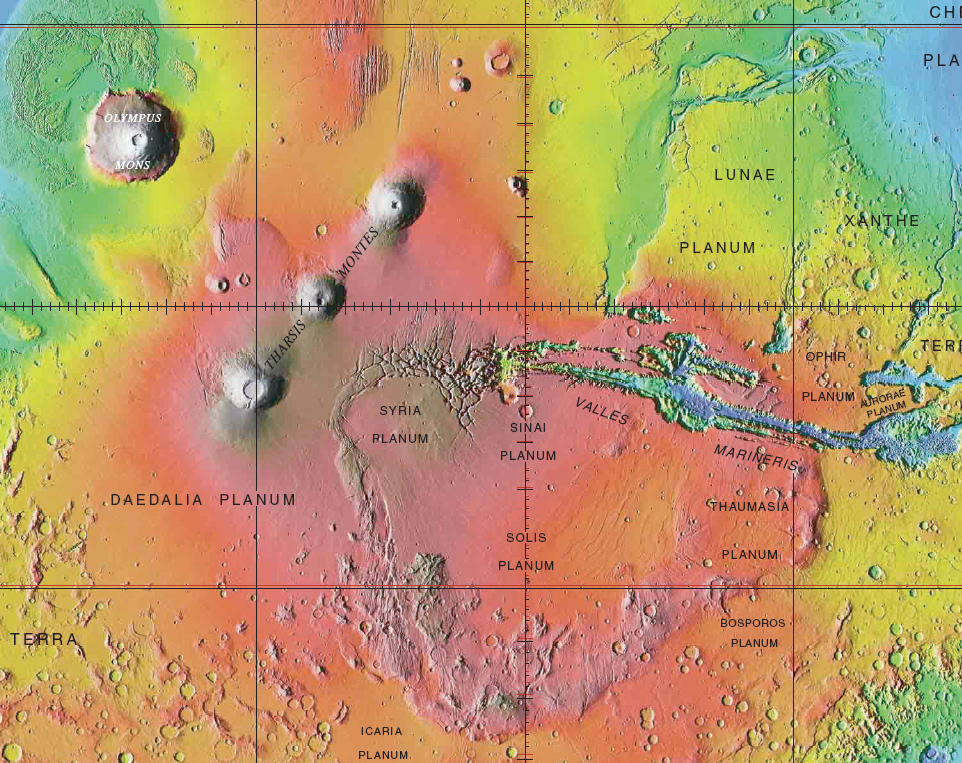 CHR
PLA
OLYMPUS
MONS
LUNAE
PLANUM
XANTHE
THARSIS MONTES
TERR
OPHIR
PLANUM
AURORAE
PLANUM
SYRIA
PLANUM
SINAI
PLANUM
VALLES MARINERIS
DAEDALIA PLANUM
THAUMASIA
PLANUM
SOLIS
PLANUM
TERRA
BOSPOROS
PLANUM
ICARIA
PLANUM